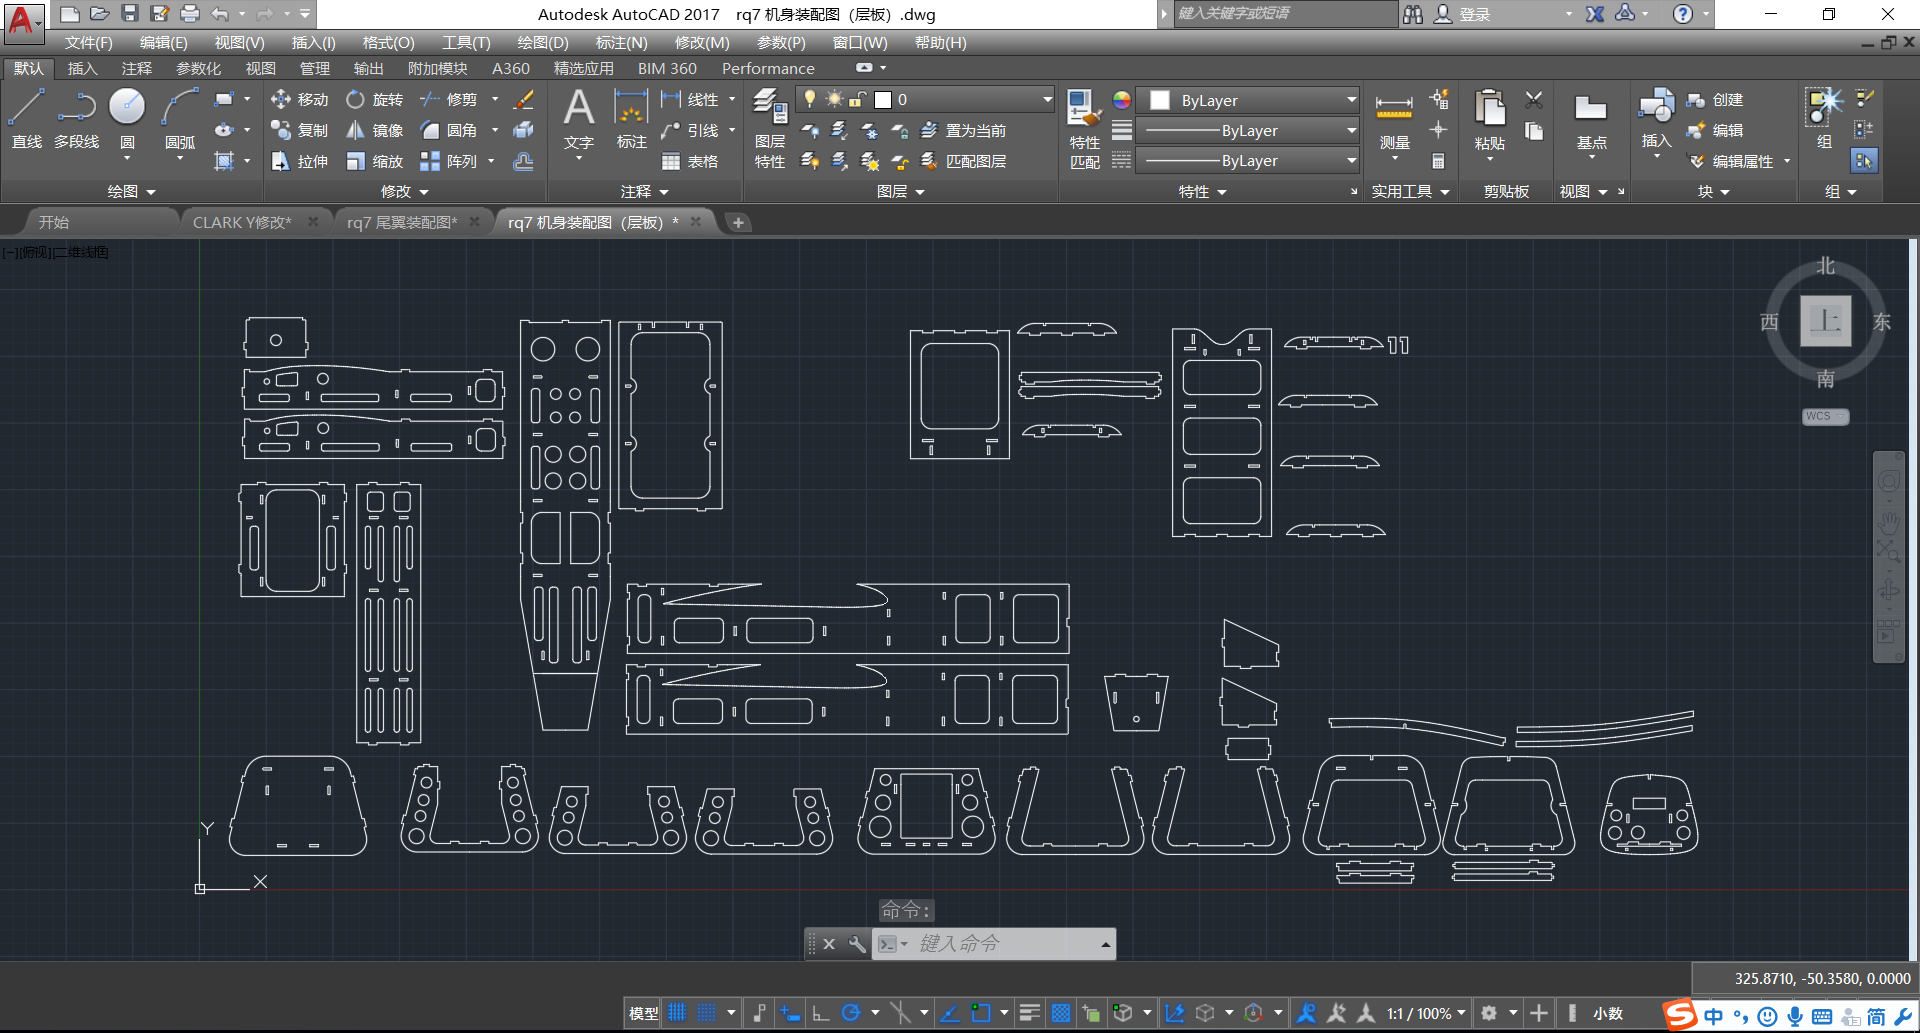 Autodesk AutoCAD 2017 rq7 机身装配图（层板）.dwg
键入关键字或短语
登录
文件(F) 编辑(E) 视图(V) 插入(I) 格式(O) 工具(T) 绘图(D) 标注(N) 修改(M) 参数(P) 窗口(W) 帮助(H)
默认 插入 注释 参数化 视图 管理 输出 附加模块 A360 精选应用 BIM 360 Performance
直线 多段线 圆 圆弧
移动 旋转 修剪
复制 镜像 圆角
拉伸 缩放 阵列
文字 标注
线性
引线
表格
图层
特性
0
置为当前
匹配图层
特性
匹配
ByLayer
ByLayer
ByLayer
测量
粘贴
基点
插入
创建
编辑
编辑属性
组
绘图 修改 注释 图层 特性 实用工具 剪贴板 视图 块 组
开始 CLARK Y修改* rq7 尾翼装配图* rq7 机身装配图（层板）*
[−][俯视][二维线框]
北
西 上 东
南
WCS
11
Y
X
命令:
键入命令
325.8710, -50.3580, 0.0000
模型
1:1 / 100%
小数
中
简